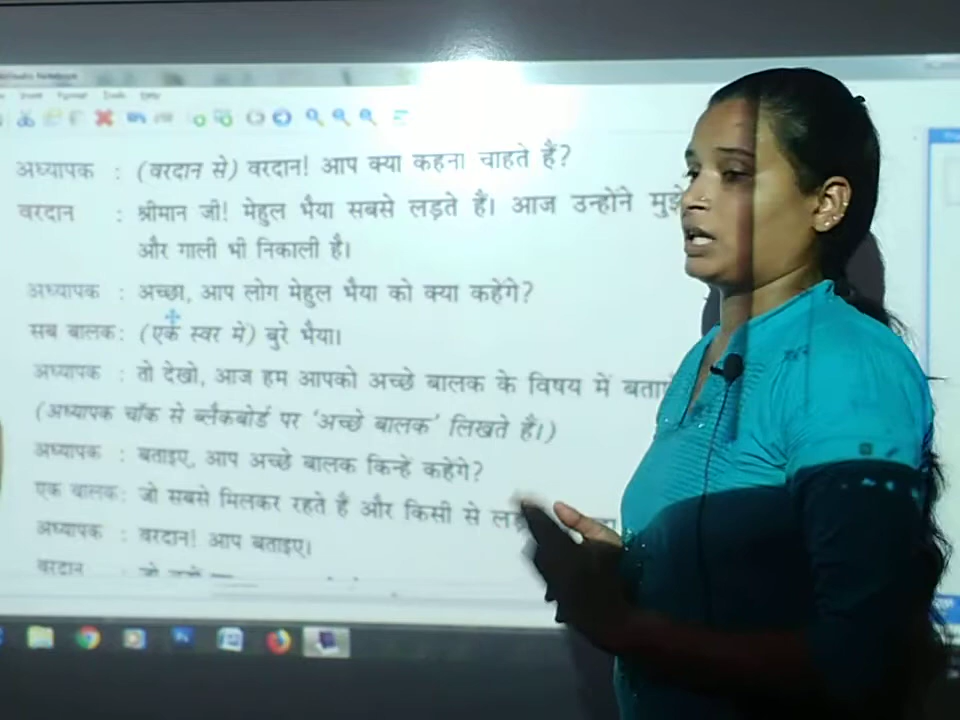 Format Tools Help
अध्यापक : (वरदान से) वरदान! आप क्या कहना चाहते हैं?
वरदान : श्रीमान जी! मेहुल भैया सबसे लड़ते हैं। आज उन्होंने
और गाली भी निकाली है।
अध्यापक : अच्छा, आप लोग मेहुल भैया को क्या कहेंगे?
सब बालक: (एक स्वर में) बुरे भैया।
अध्यापक : तो देखो, आज हम आपको अच्छे बालक के विषय में
(अध्यापक चॉक से ब्लैकबोर्ड पर 'अच्छे बालक' लिखते हैं।)
अध्यापक : बताइए, आप अच्छे बालक किन्हें कहेंगे?
एक बालक: जो सबसे मिलकर रहते हैं और किसी से
अध्यापक : वरदान! आप बताइए।
वरदान